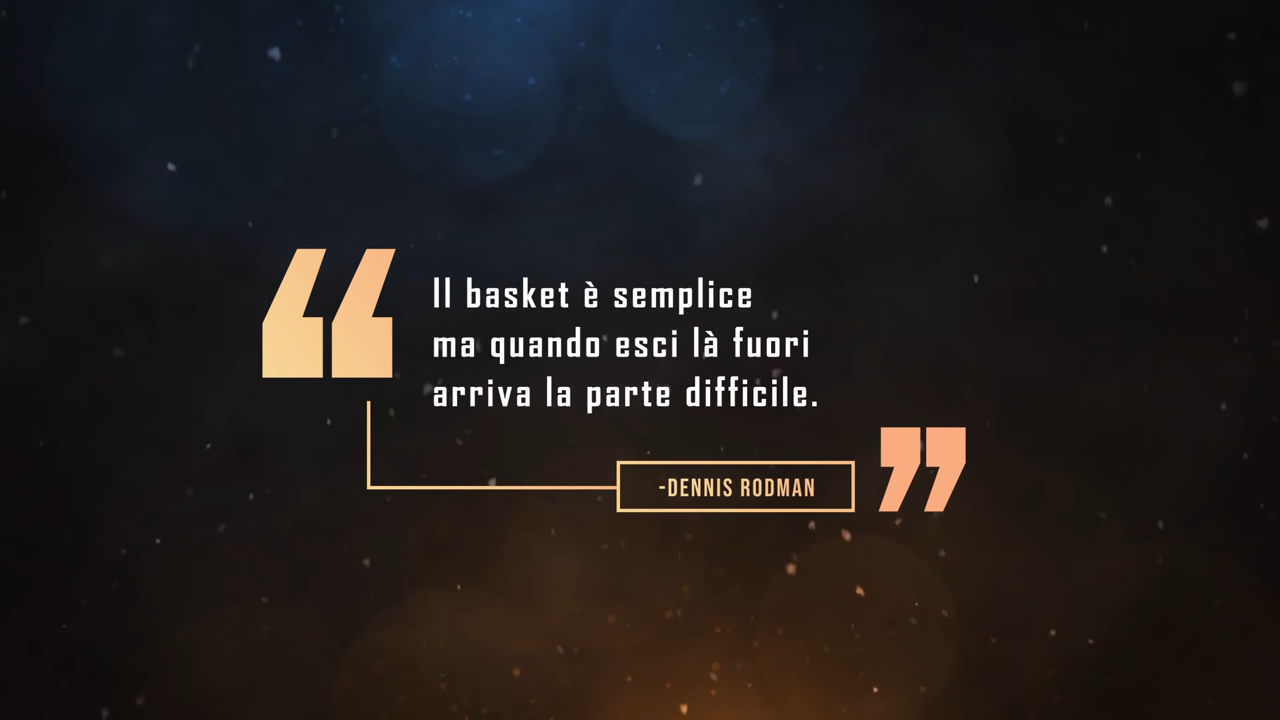 “
Il basket è semplice
ma quando esci là fuori
arriva la parte difficile.
-DENNIS RODMAN
”